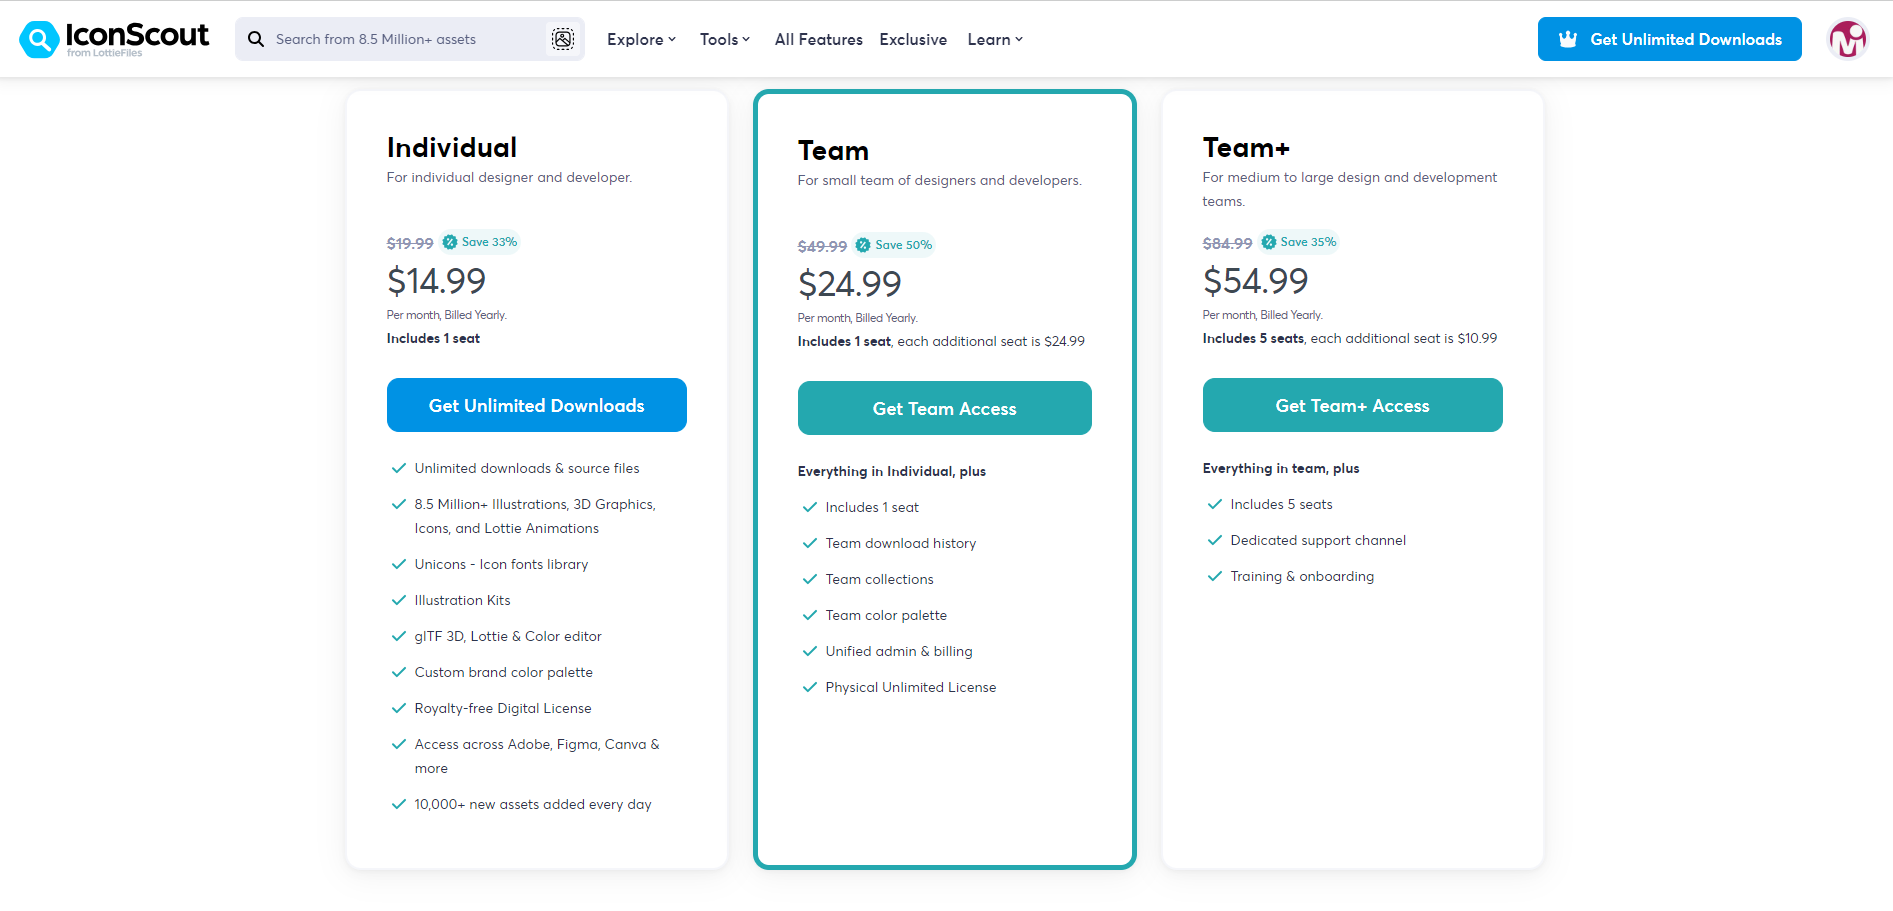 IconScout
from LottieFiles
Search from 8.5 Million+ assets
Explore
Tools
All Features
Exclusive
Learn
Get Unlimited Downloads
Individual
For individual designer and developer.
$19.99 Save 33%
$14.99
Per month, Billed Yearly.
Includes 1 seat
Get Unlimited Downloads
Unlimited downloads & source files
8.5 Million+ Illustrations, 3D Graphics,
Icons, and Lottie Animations
Unicons - Icon fonts library
Illustration Kits
glTF 3D, Lottie & Color editor
Custom brand color palette
Royalty-free Digital License
Access across Adobe, Figma, Canva &
more
10,000+ new assets added every day
Team
For small team of designers and developers.
$49.99 Save 50%
$24.99
Per month, Billed Yearly.
Includes 1 seat, each additional seat is $24.99
Get Team Access
Everything in Individual, plus
Includes 1 seat
Team download history
Team collections
Team color palette
Unified admin & billing
Physical Unlimited License
Team+
For medium to large design and development
teams.
$84.99 Save 35%
$54.99
Per month, Billed Yearly.
Includes 5 seats, each additional seat is $10.99
Get Team+ Access
Everything in team, plus
Includes 5 seats
Dedicated support channel
Training & onboarding